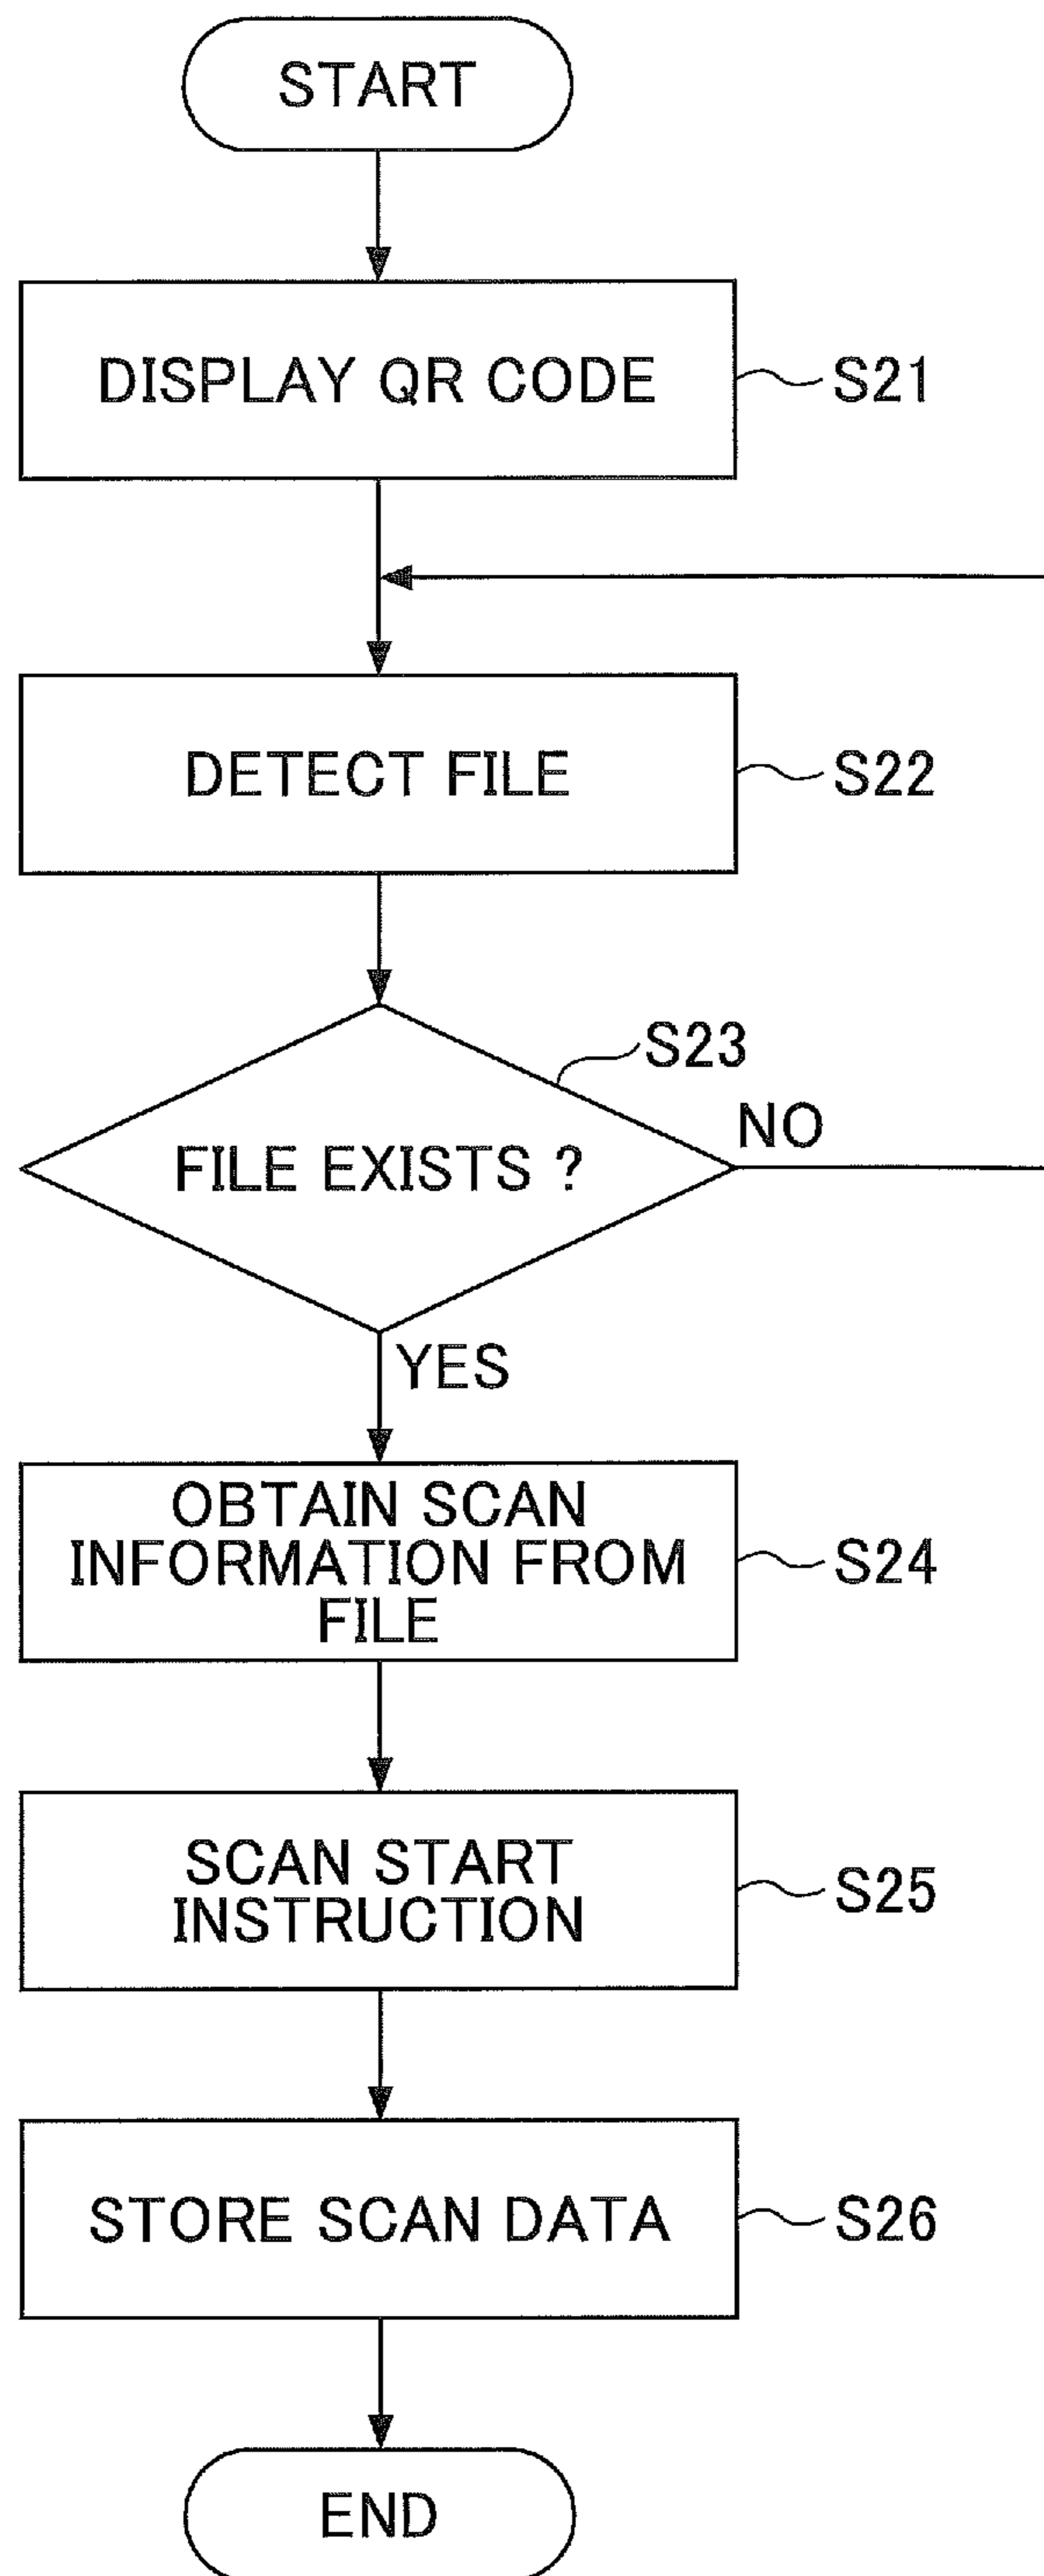 START
DISPLAY QR CODE
S21
DETECT FILE
S22
S23
FILE EXISTS ?
NO
YES
OBTAIN SCAN
INFORMATION FROM
FILE
S24
SCAN START
INSTRUCTION
S25
STORE SCAN DATA
S26
END